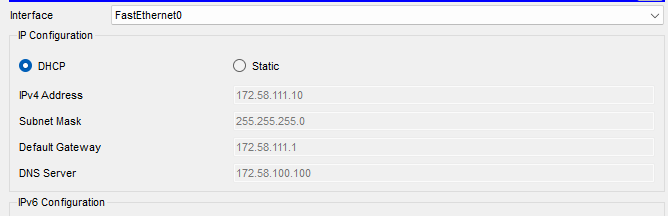 Interface FastEthernet0
IP Configuration
DHCP Static
IPv4 Address 172.58.111.10
Subnet Mask 255.255.255.0
Default Gateway 172.58.111.1
DNS Server 172.58.100.100
IPv6 Configuration